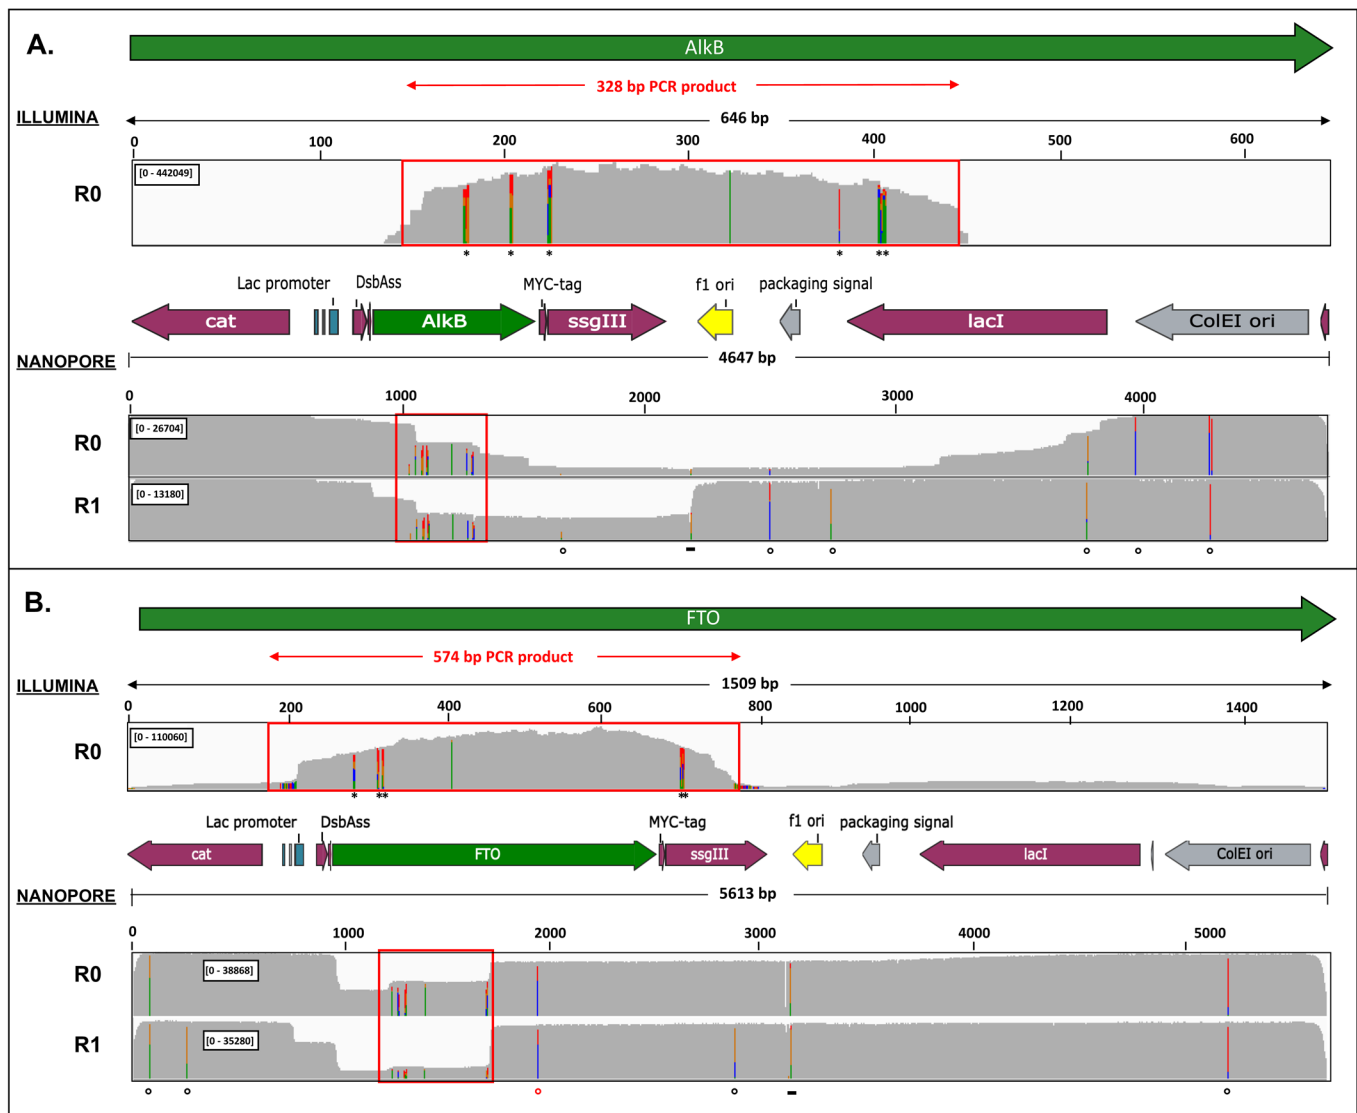 A.
AlkB
328 bp PCR product
ILLUMINA
646 bp
0 100 200 300 400 500 600
[0 - 442049]
R0
* * * * **
Lac promoter DsbAss MYC-tag f1 ori packaging signal
cat AlkB ssgIII lacI ColEI ori
NANOPORE
4647 bp
0 1000 2000 3000 4000
R0 [0 - 26704]
R1 [0 - 13180]
B.
FTO
574 bp PCR product
ILLUMINA
1509 bp
0 200 400 600 800 1000 1200 1400
[0 - 110060]
R0
* ** **
Lac promoter DsbAss MYC-tag f1 ori packaging signal
cat FTO ssgIII lacI ColEI ori
NANOPORE
5613 bp
0 1000 2000 3000 4000 5000
R0 [0 - 38868]
R1 [0 - 35280]